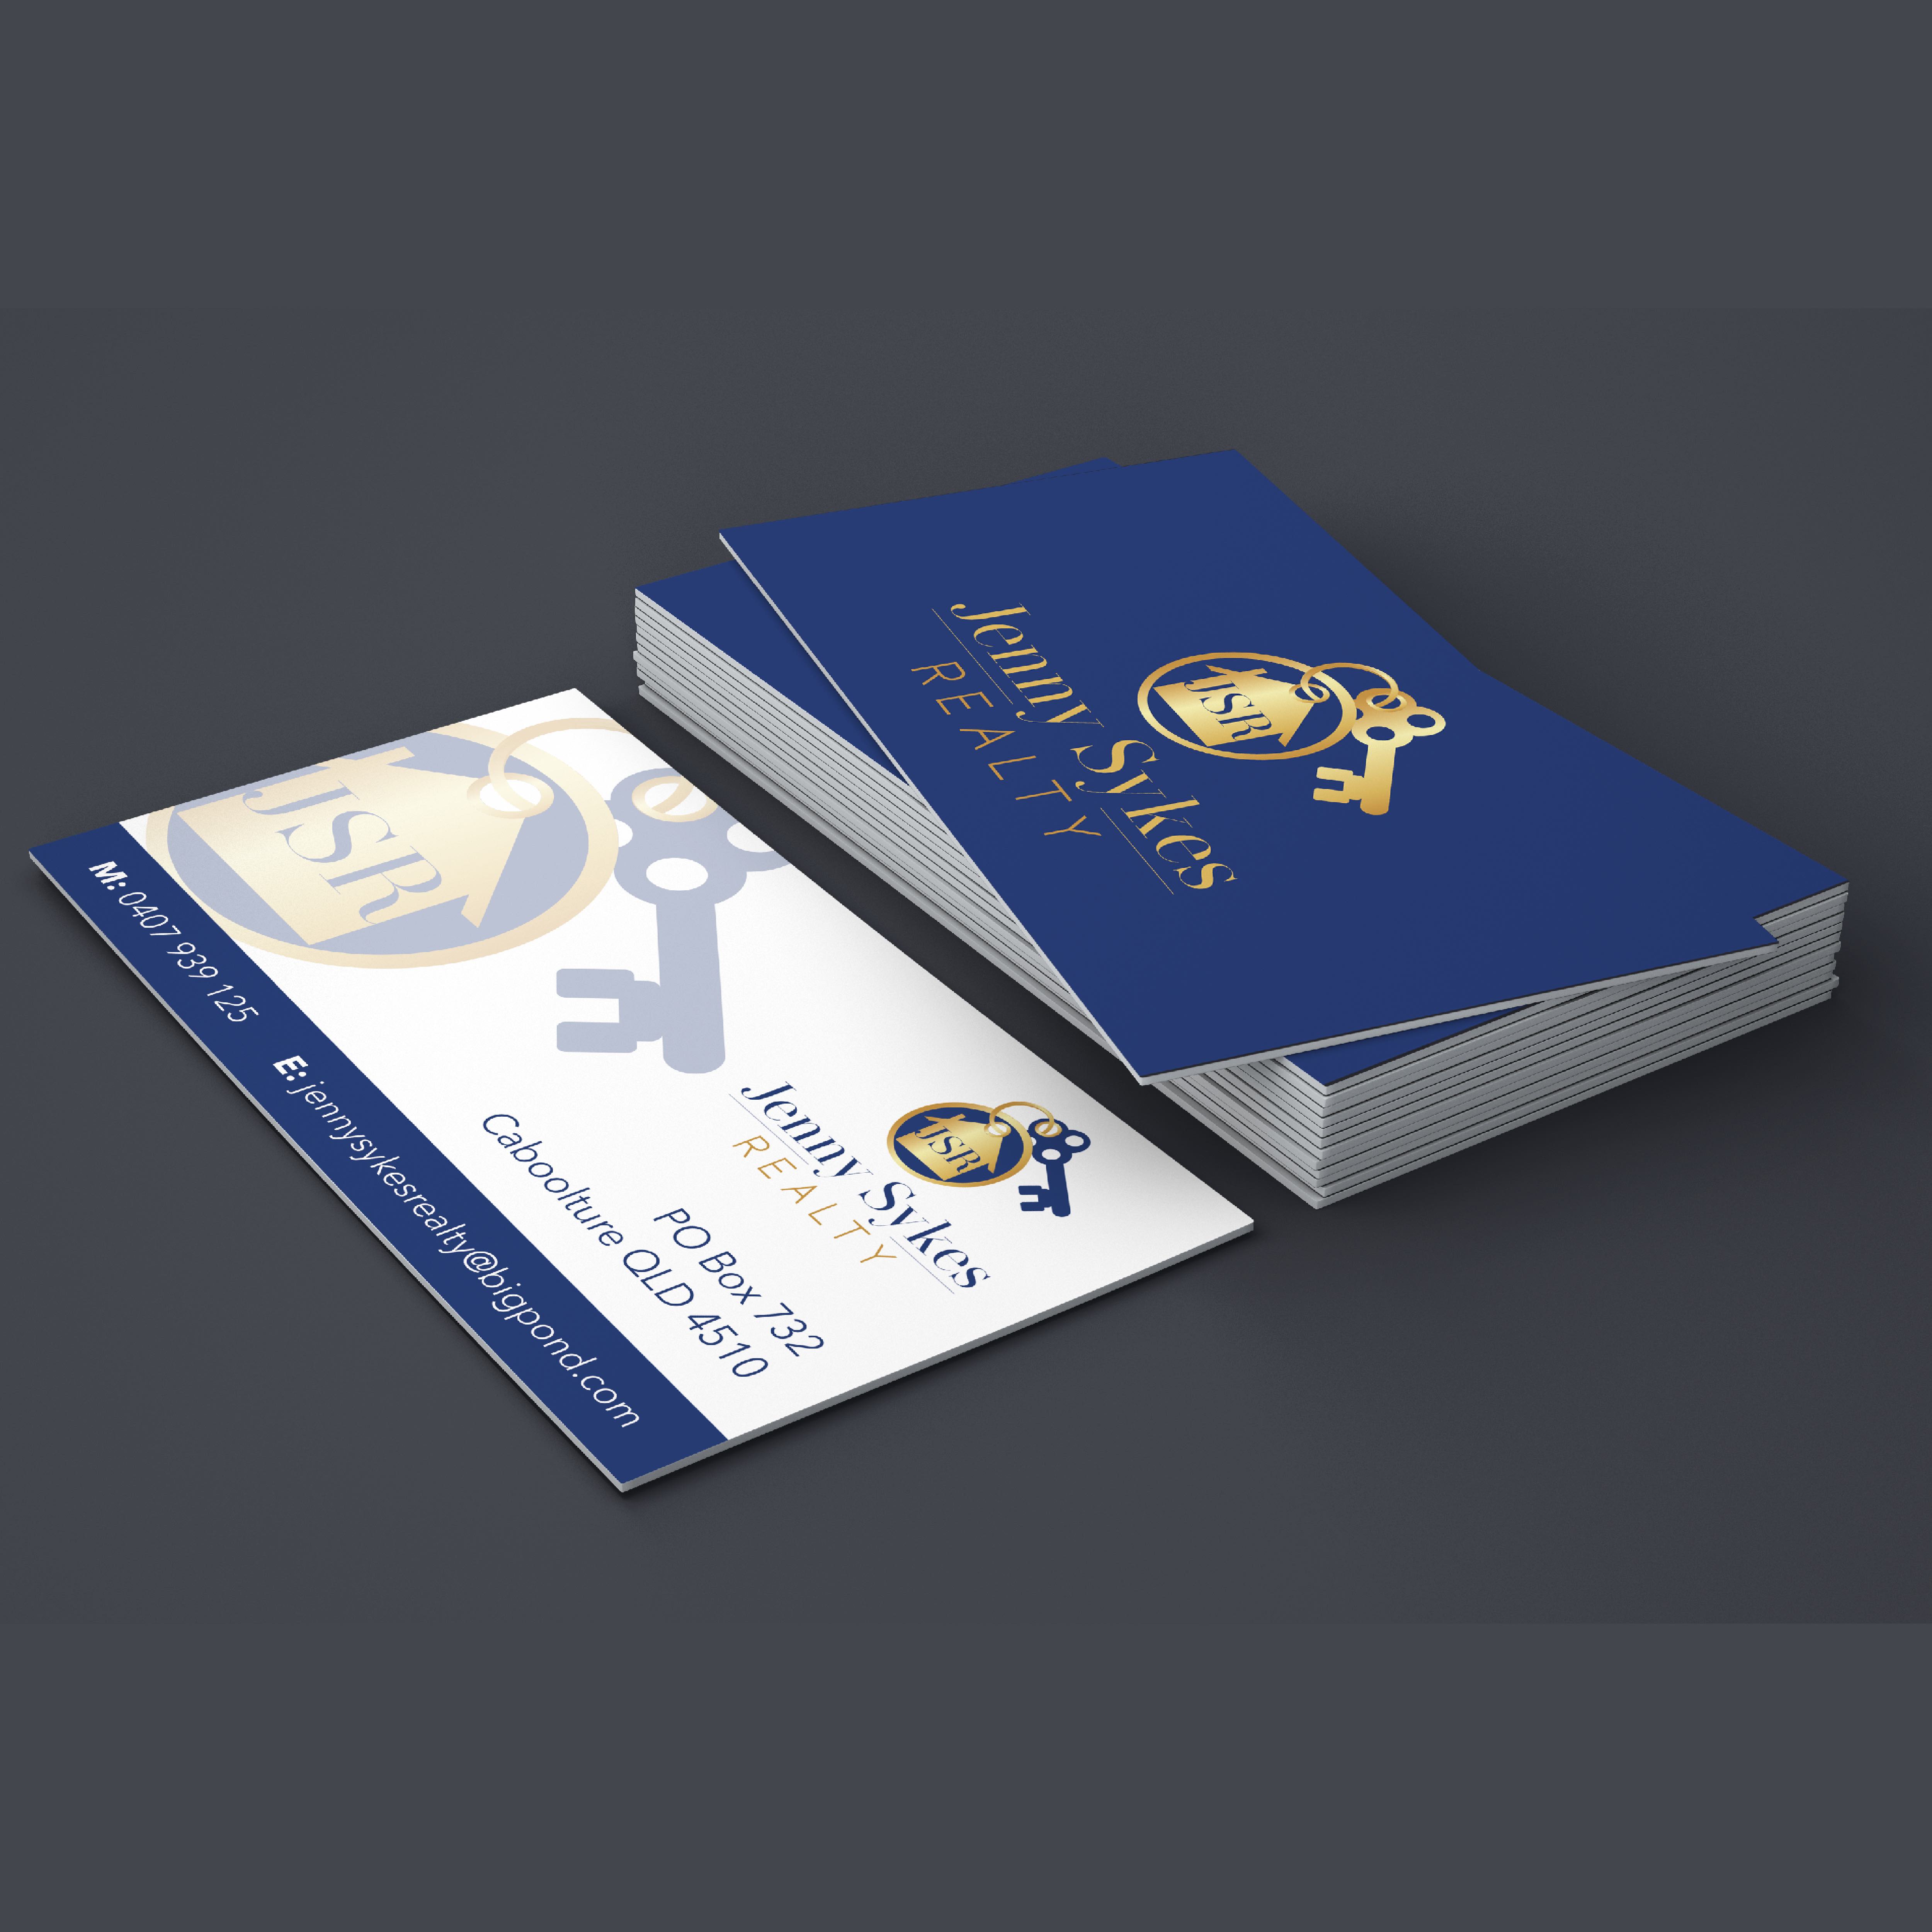 JSR
Jenny Sykes
REALTY
JSR
JSR
Jenny Sykes
REALTY
PO Box 732
Caboolture QLD 4510
M: 0407 939 125 E: jennysykesrealty@bigpond.com